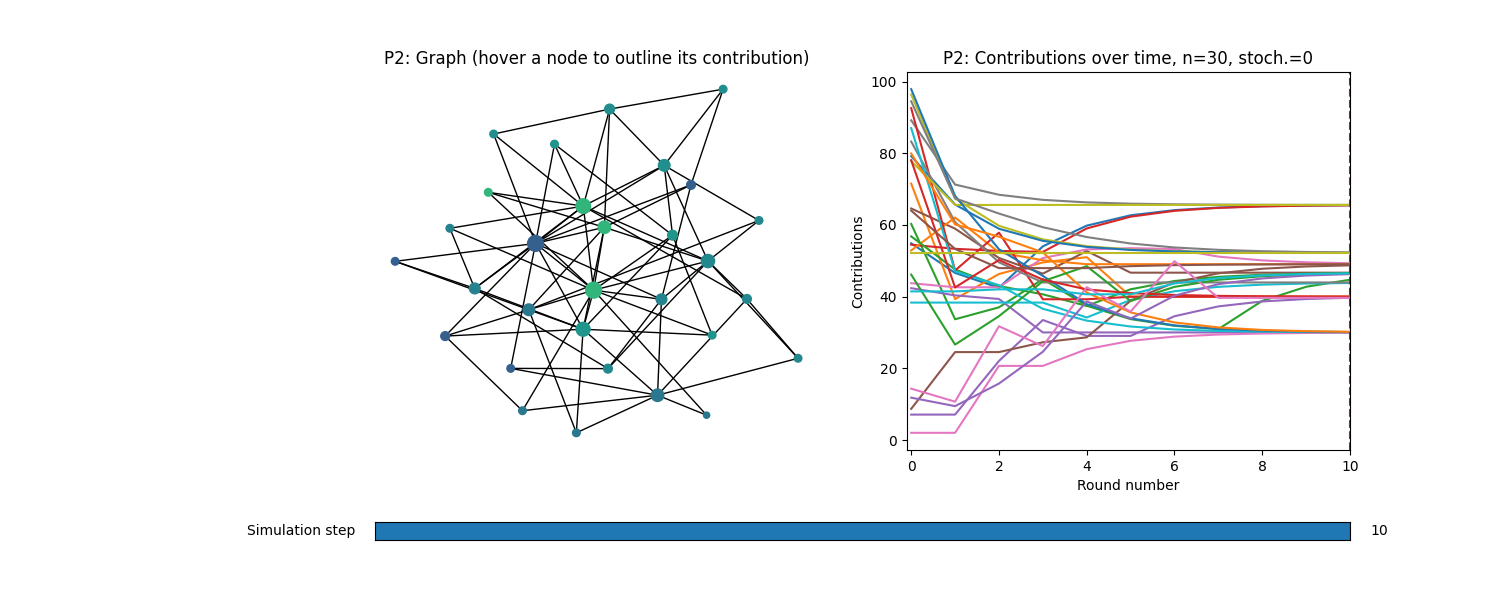 P2: Graph (hover a node to outline its contribution)
P2: Contributions over time, n=30, stoch.=0
100
80
60
40
20
0
Contributions
0 2 4 6 8 10
Round number
Simulation step 10